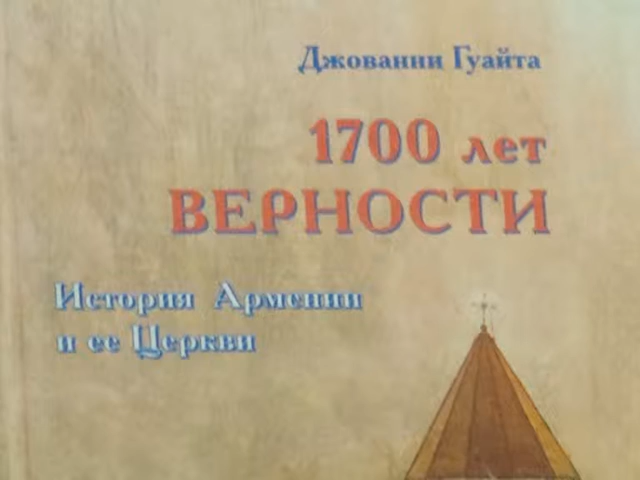 Джованни Гуайта
1700 лет
ВЕРНОСТИ
История Армении
и ее Церкви